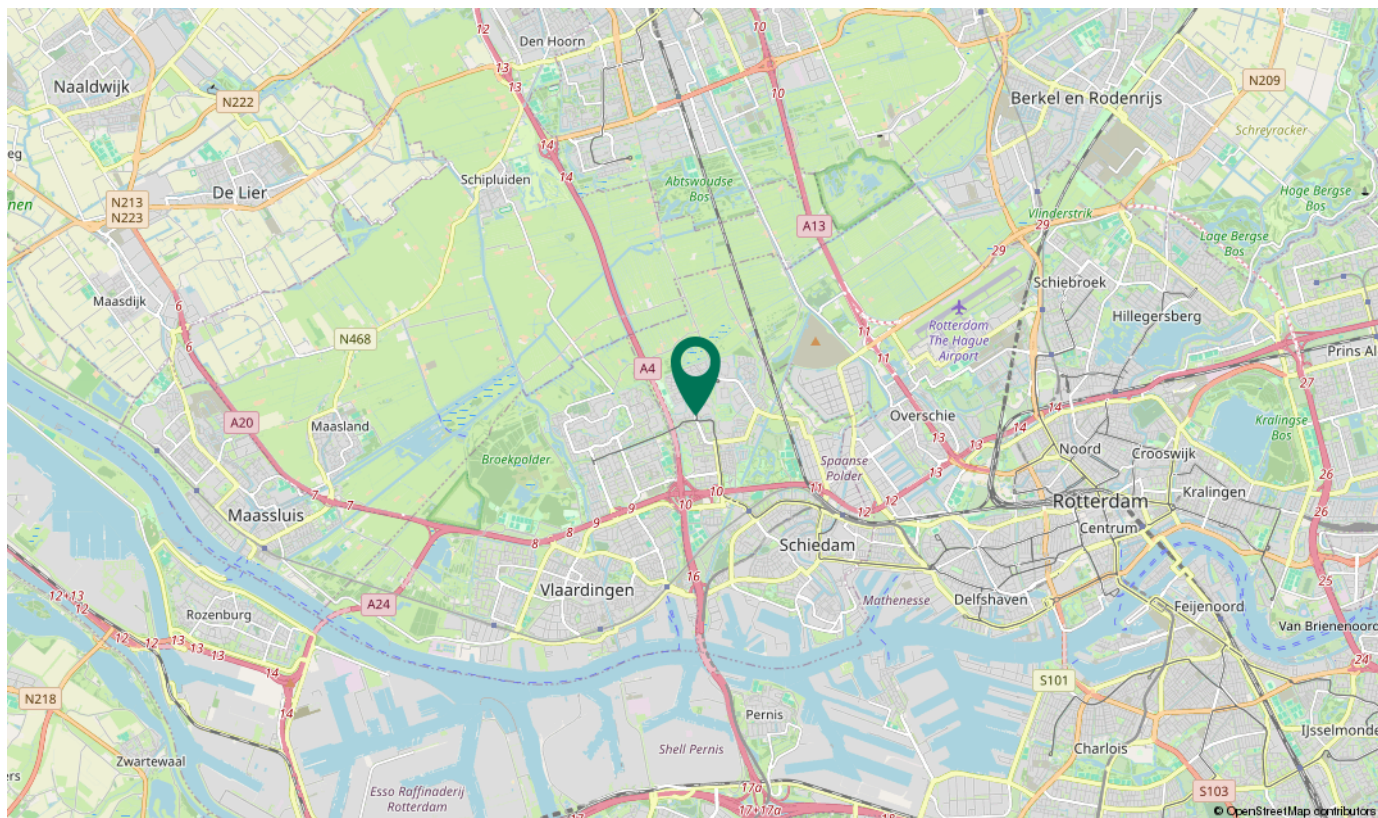 12
Den Hoorn
10
Naaldwijk
13
13
N222
10
Berkel en Rodenrijs
N209
Schreyracker
eg
14
14
Schipluiden
Abtswoudse
Bos
De Lier
Hoge Bergse
Bos
nen
N213
N223
A13
Vlinderstrik
29
Lage Bergse
Bos
29
Schiebroek
Maasdijk
6
6
N468
Rotterdam
The Hague
Airport
11
11
Hillegersberg
Prins Al
A4
27
A20
Maasland
Overschie
14
14
13
13
Kralingse
Bos
Broekpolder
Noord
Crooswijk
Spaanse
Polder
13
26
7
7
10
10
11
12
12
Rotterdam
Kralingen
26
Maassluis
9
9
8
8
Centrum
Schiedam
16
25
Vlaardingen
12+13
12
A24
Mathenesse
Delfshaven
Feijenoord
Rozenburg
12
12
13
13
Van Brienenoord
14
24
N218
14
S101
Pernis
IJsselmonde
Shell Pernis
Charlois
Zwartewaal
ers
Esso Raffinaderij
Rotterdam
17a
S103
17
17+17a
18
© OpenStreetMap contributors